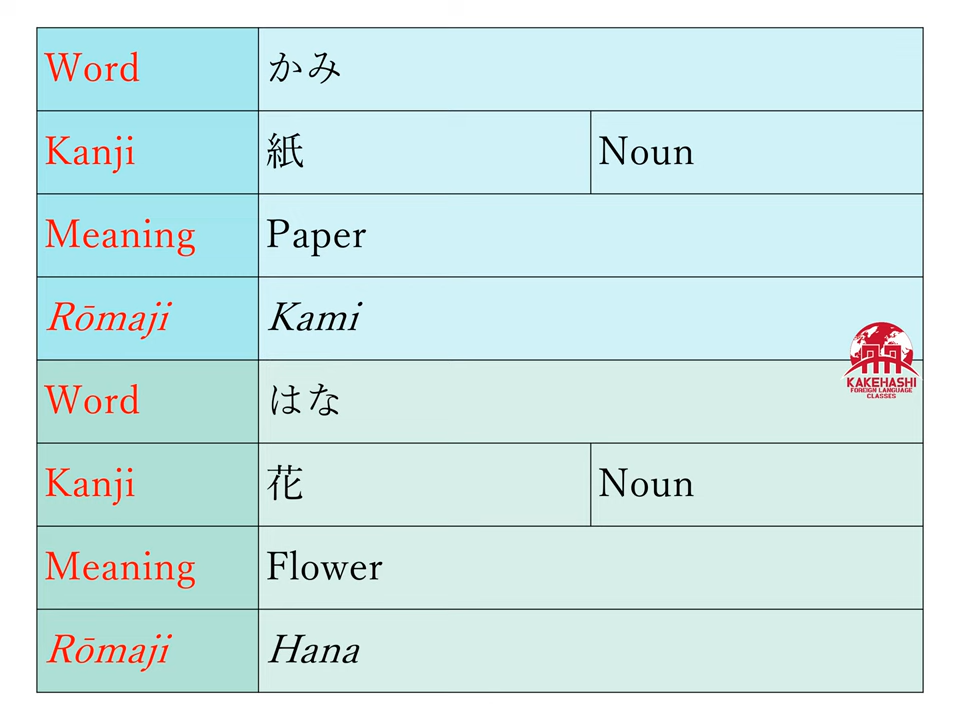 Word かみ
Kanji 紙 Noun
Meaning Paper
Rōmaji Kami
Word はな
Kanji 花 Noun
Meaning Flower
Rōmaji Hana
KAKEHASHI
FOREIGN LANGUAGE
CLASSES